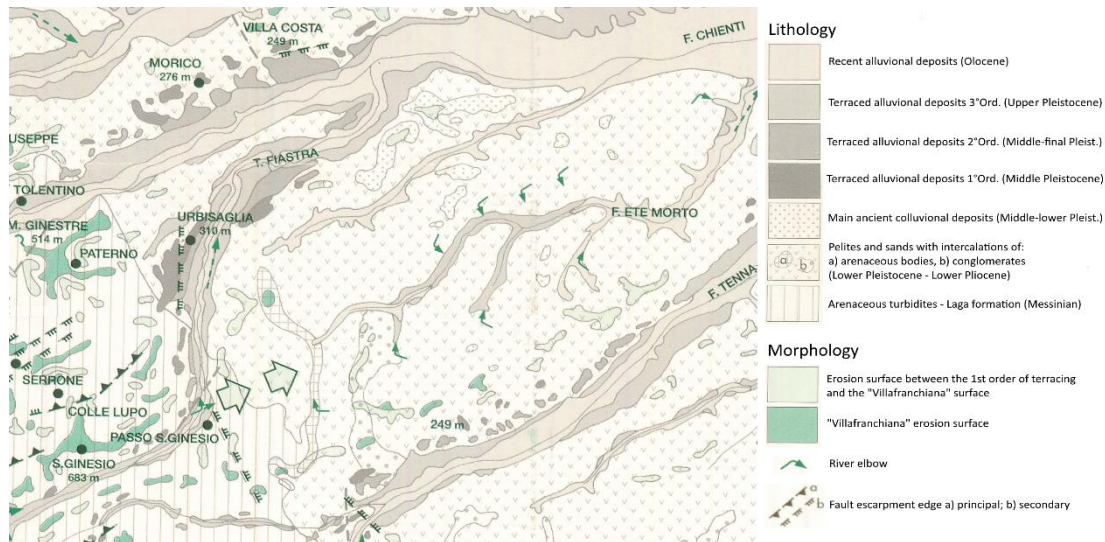 VILLA COSTA
249 m
MORICO
276 m
F. CHIENTI
USEPPE
T. FIASTRA
TOLENTINO
M. GINESTRE
514 m
URBISAGLIA
310 m
PATERNO
F. ETE MORTO
F. TENNA
SERRONE
COLLE LUPO
PASSO S.GINESIO
249 m
S.GINESIO
683 m
Lithology
Recent alluvional deposits (Olocene)
Terraced alluvional deposits 3°Ord. (Upper Pleistocene)
Terraced alluvional deposits 2°Ord. (Middle-final Pleist.)
Terraced alluvional deposits 1°Ord. (Middle Pleistocene)
Main ancient colluvional deposits (Middle-lower Pleist.)
a b
Pelites and sands with intercalations of:
a) arenaceous bodies, b) conglomerates
(Lower Pleistocene - Lower Pliocene)
Arenaceous turbidites - Laga formation (Messinian)
Morphology
Erosion surface between the 1st order of terracing
and the "Villafranchiana" surface
"Villafranchiana" erosion surface
River elbow
a
b
Fault escarpment edge a) principal; b) secondary